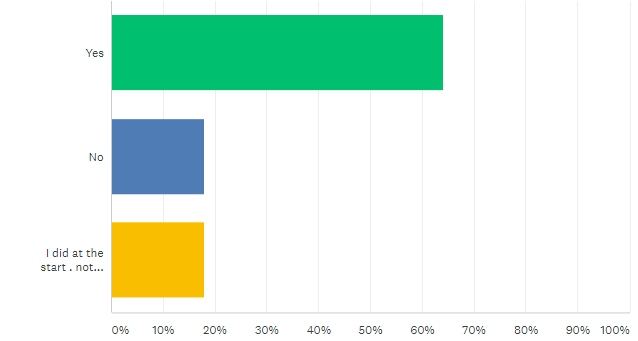 Yes
No
I did at the
start . not...
0% 10% 20% 30% 40% 50% 60% 70% 80% 90% 100%